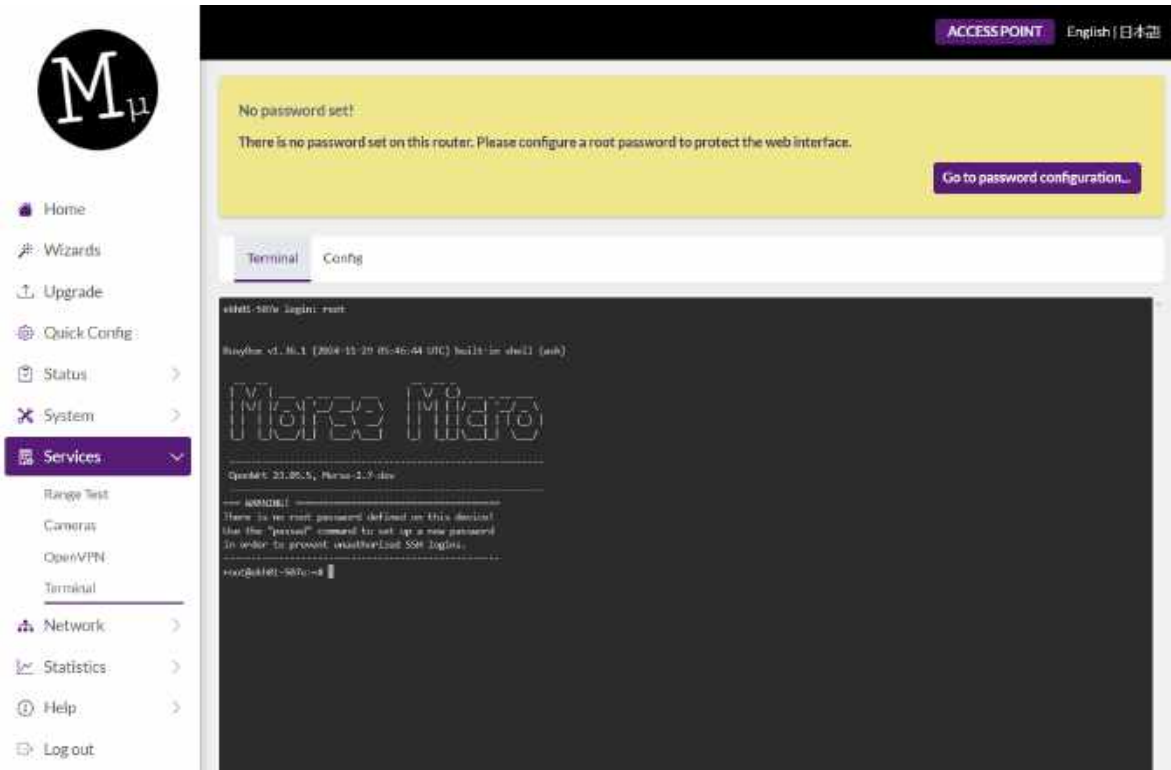 Mμ
ACCESS POINT
English | 日本語
No password set!
There is no password set on this router. Please configure a root password to protect the web interface.
Go to password configuration...
Home
Wizards
Upgrade
Quick Config
Status
System
Services
Range Test
Cameras
OpenVPN
Terminal
Network
Statistics
Help
Log out
Terminal
Config
login: root
built-in shell (ash)
Morse Micro
OpenWrt 23.05.5, Morse-2.7-dev
=== WARNING! ===
There is no root password defined on this device!
Use the "passwd" command to set up a new password
in order to prevent unauthorized SSH logins.